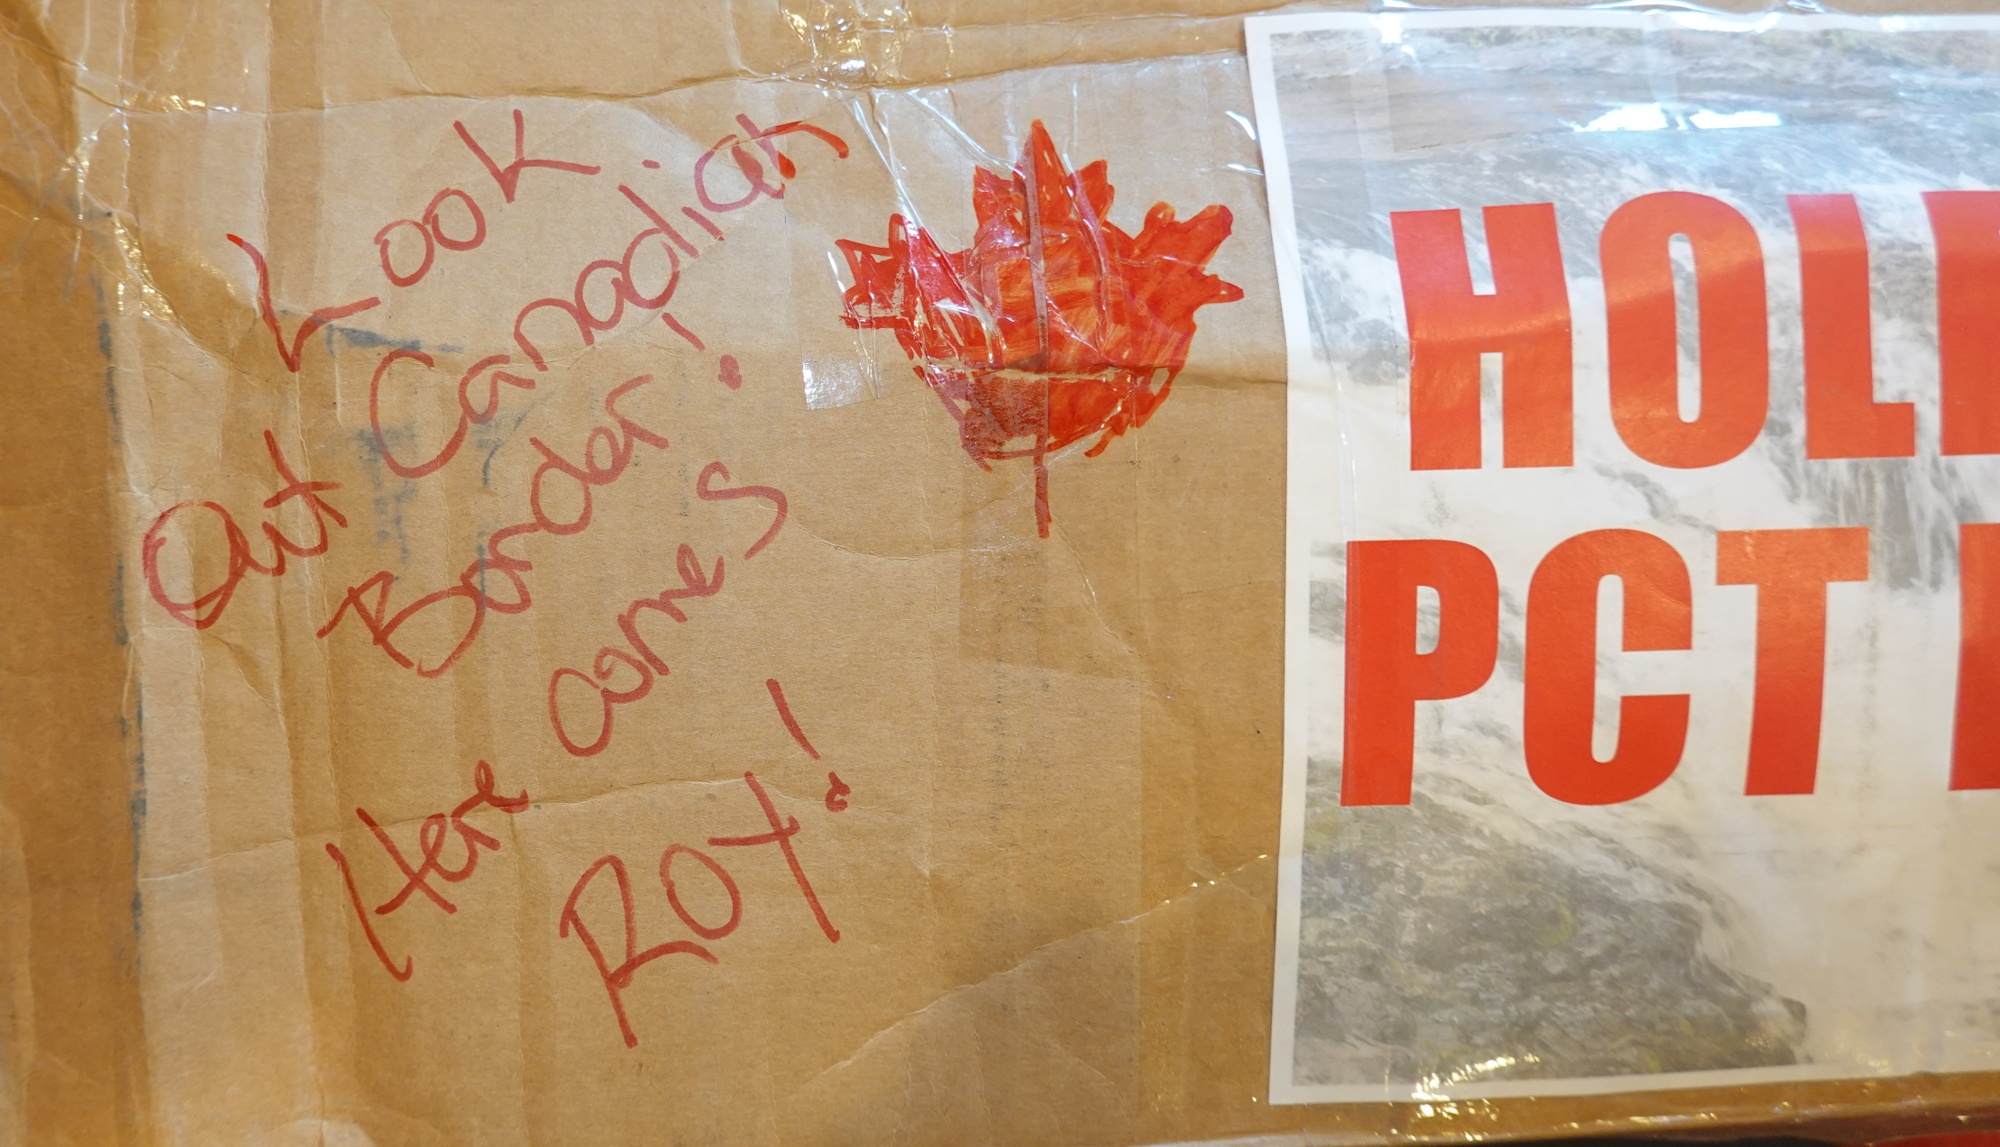 Look
Out Canadian
Border!
Here comes
ROY!
HOL
PCT